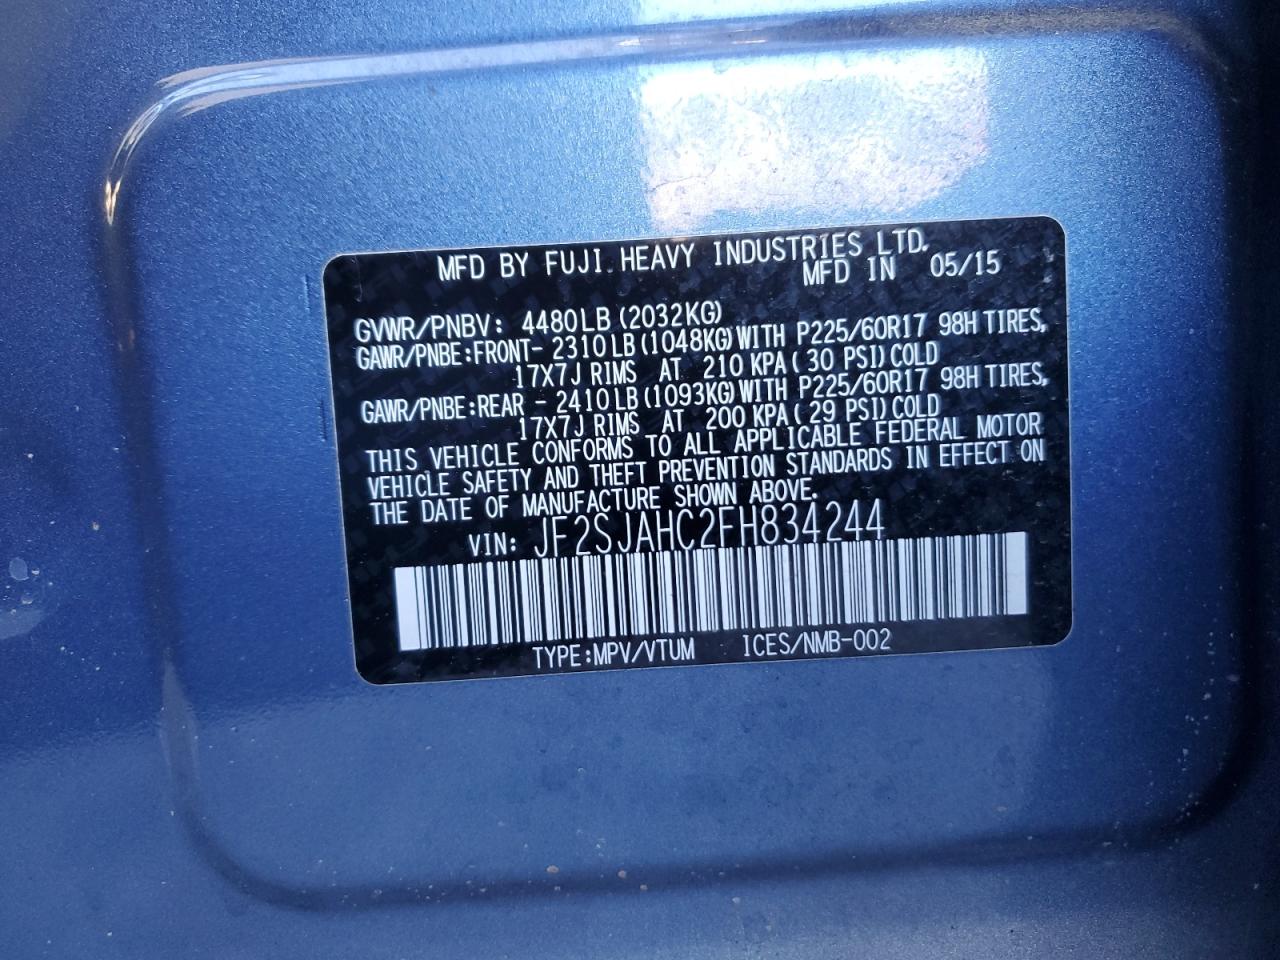 MFD BY FUJI HEAVY INDUSTRIES LTD.
MFD IN 05/15
GVWR/PNBV: 4480LB (2032KG)
GAWR/PNBE:FRONT- 2310LB (1048KG) WITH P225/60R17 98H TIRES,
17X7J RIMS AT 210 KPA( 30 PSI) COLD
GAWR/PNBE:REAR - 2410LB (1093KG) WITH P225/60R17 98H TIRES,
17X7J RIMS AT 200 KPA( 29 PSI) COLD
THIS VEHICLE CONFORMS TO ALL APPLICABLE FEDERAL MOTOR
VEHICLE SAFETY AND THEFT PREVENTION STANDARDS IN EFFECT ON
THE DATE OF MANUFACTURE SHOWN ABOVE.
VIN: JF2SJAHC2FH834244
TYPE:MPV/VTUM ICES/NMB-002